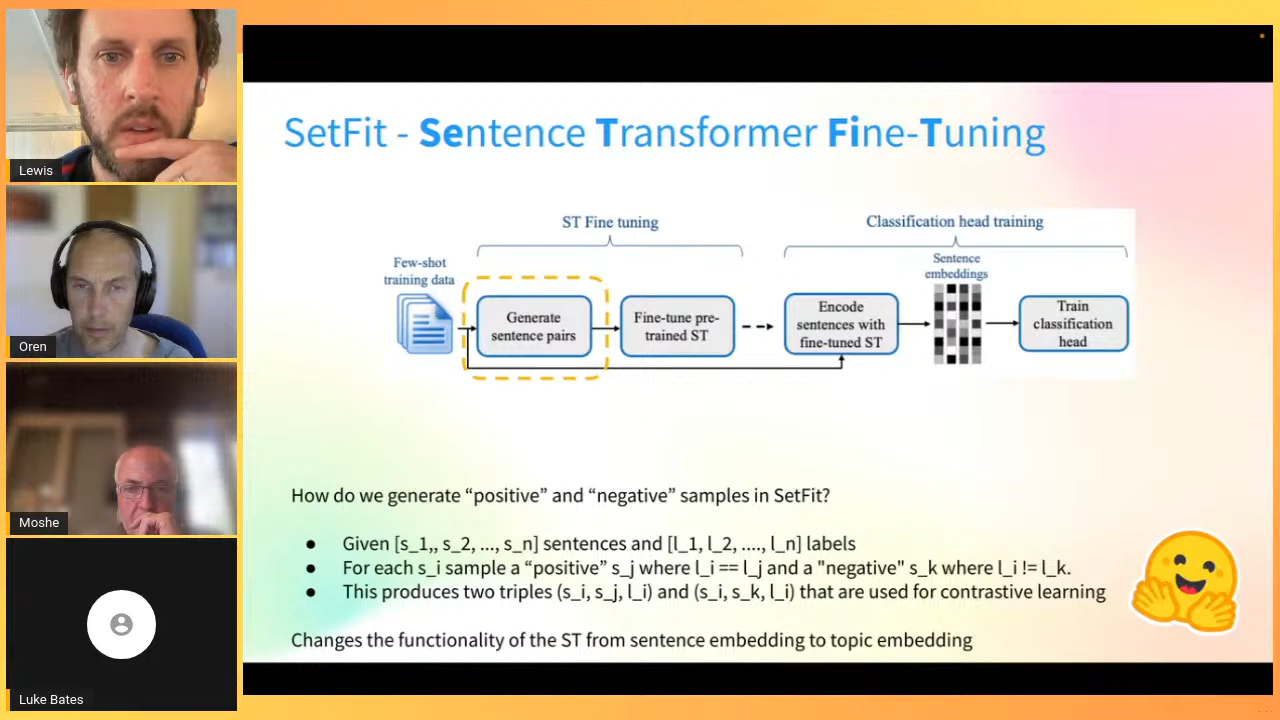 Lewis
Oren
Moshe
Luke Bates
SetFit - Sentence Transformer Fine-Tuning
ST Fine tuning
Classification head training
Few-shot
training data
Generate
sentence pairs
Fine-tune pre-
trained ST
Encode
sentences with
fine-tuned ST
Sentence
embeddings
Train
classification
head
How do we generate “positive” and “negative” samples in SetFit?
● Given [s_1,, s_2, ..., s_n] sentences and [l_1, l_2, ...., l_n] labels
● For each s_i sample a “positive” s_j where l_i == l_j and a "negative" s_k where l_i != l_k.
● This produces two triples (s_i, s_j, l_i) and (s_i, s_k, l_i) that are used for contrastive learning
Changes the functionality of the ST from sentence embedding to topic embedding